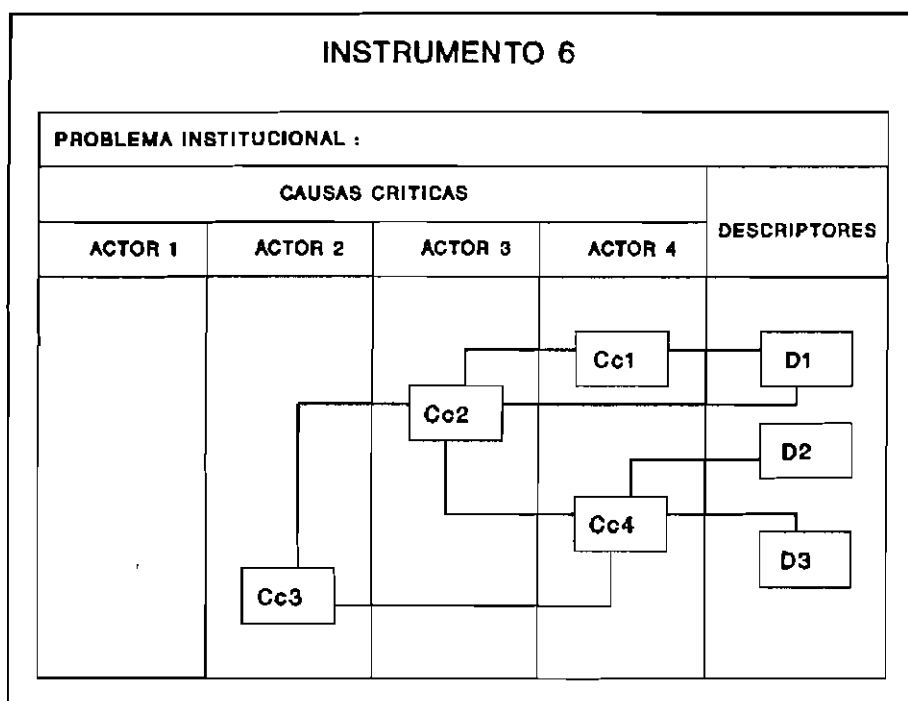 INSTRUMENTO 6
PROBLEMA INSTITUCIONAL :
CAUSAS CRITICAS
DESCRIPTORES
ACTOR 1 ACTOR 2 ACTOR 3 ACTOR 4
Cc1 D1
Cc2
D2
Cc4
D3
Cc3